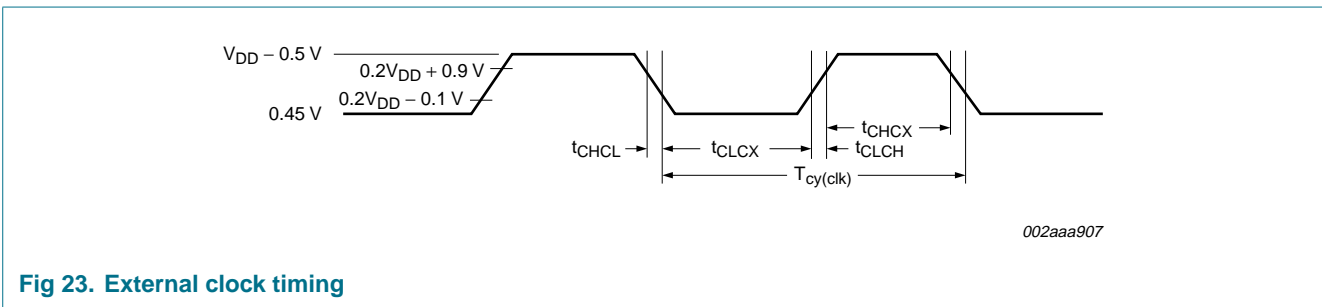 V_DD − 0.5 V
0.2V_DD + 0.9 V
0.2V_DD − 0.1 V
0.45 V
t_CHCX
t_CHCL
t_CLCX
t_CLCH
T_cy(clk)
002aaa907
Fig 23. External clock timing